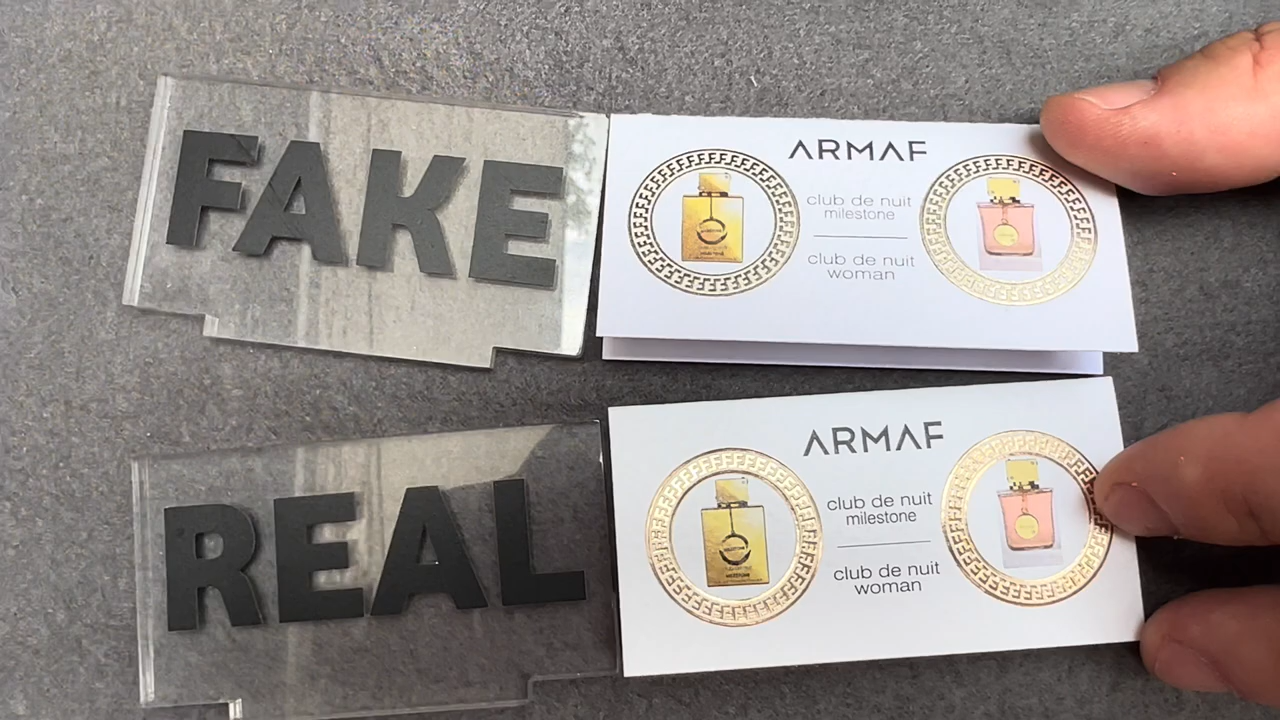 FAKE
ARMAF
club de nuit
milestone
club de nuit
woman
REAL
ARMAF
club de nuit
milestone
club de nuit
woman